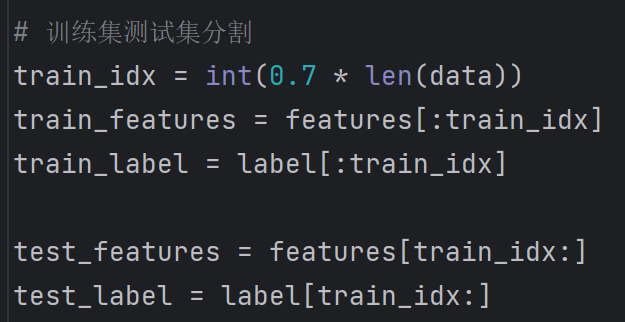 # 训练集测试集分割
train_idx = int(0.7 * len(data))
train_features = features[:train_idx]
train_label = label[:train_idx]
test_features = features[train_idx:]
test_label = label[train_idx:]